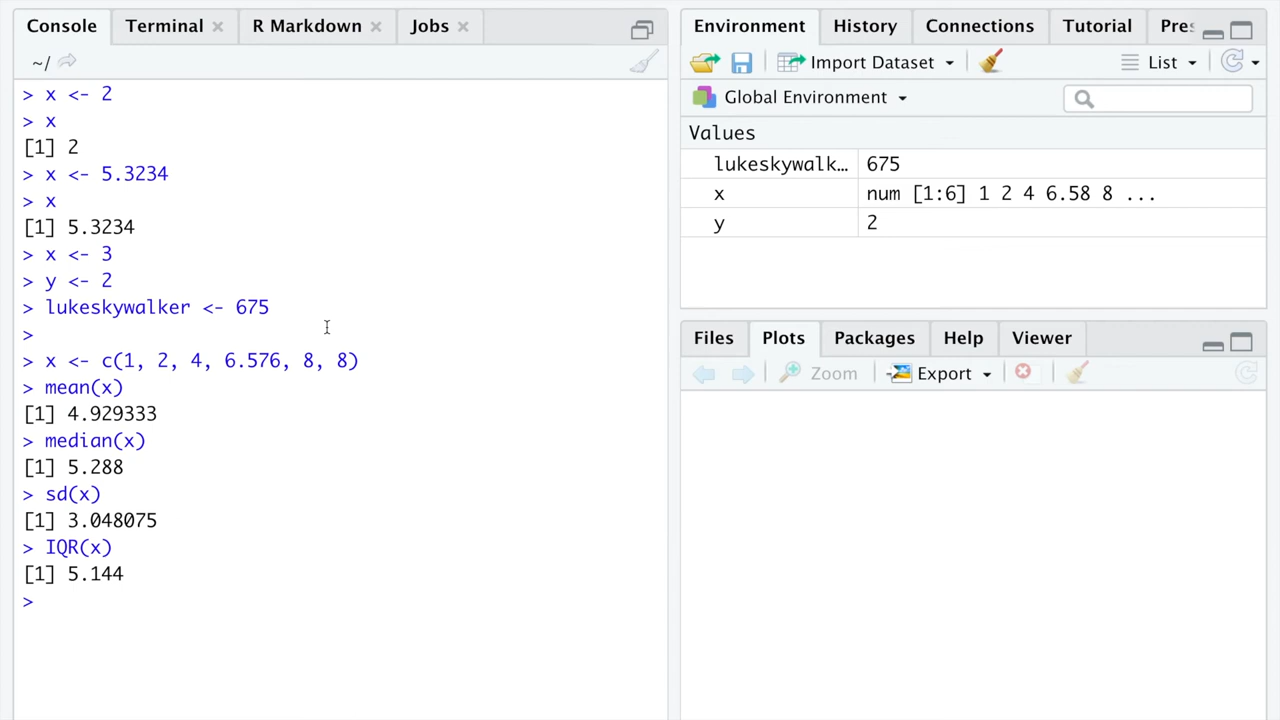 Console Terminal R Markdown Jobs
~/
> x <- 2
> x
[1] 2
> x <- 5.3234
> x
[1] 5.3234
> x <- 3
> y <- 2
> lukeskywalker <- 675
>
> x <- c(1, 2, 4, 6.576, 8, 8)
> mean(x)
[1] 4.929333
> median(x)
[1] 5.288
> sd(x)
[1] 3.048075
> IQR(x)
[1] 5.144
>
Environment History Connections Tutorial Pres
Import Dataset List
Global Environment
Values
lukeskywalk… 675
x num [1:6] 1 2 4 6.58 8 ...
y 2
Files Plots Packages Help Viewer
Zoom Export